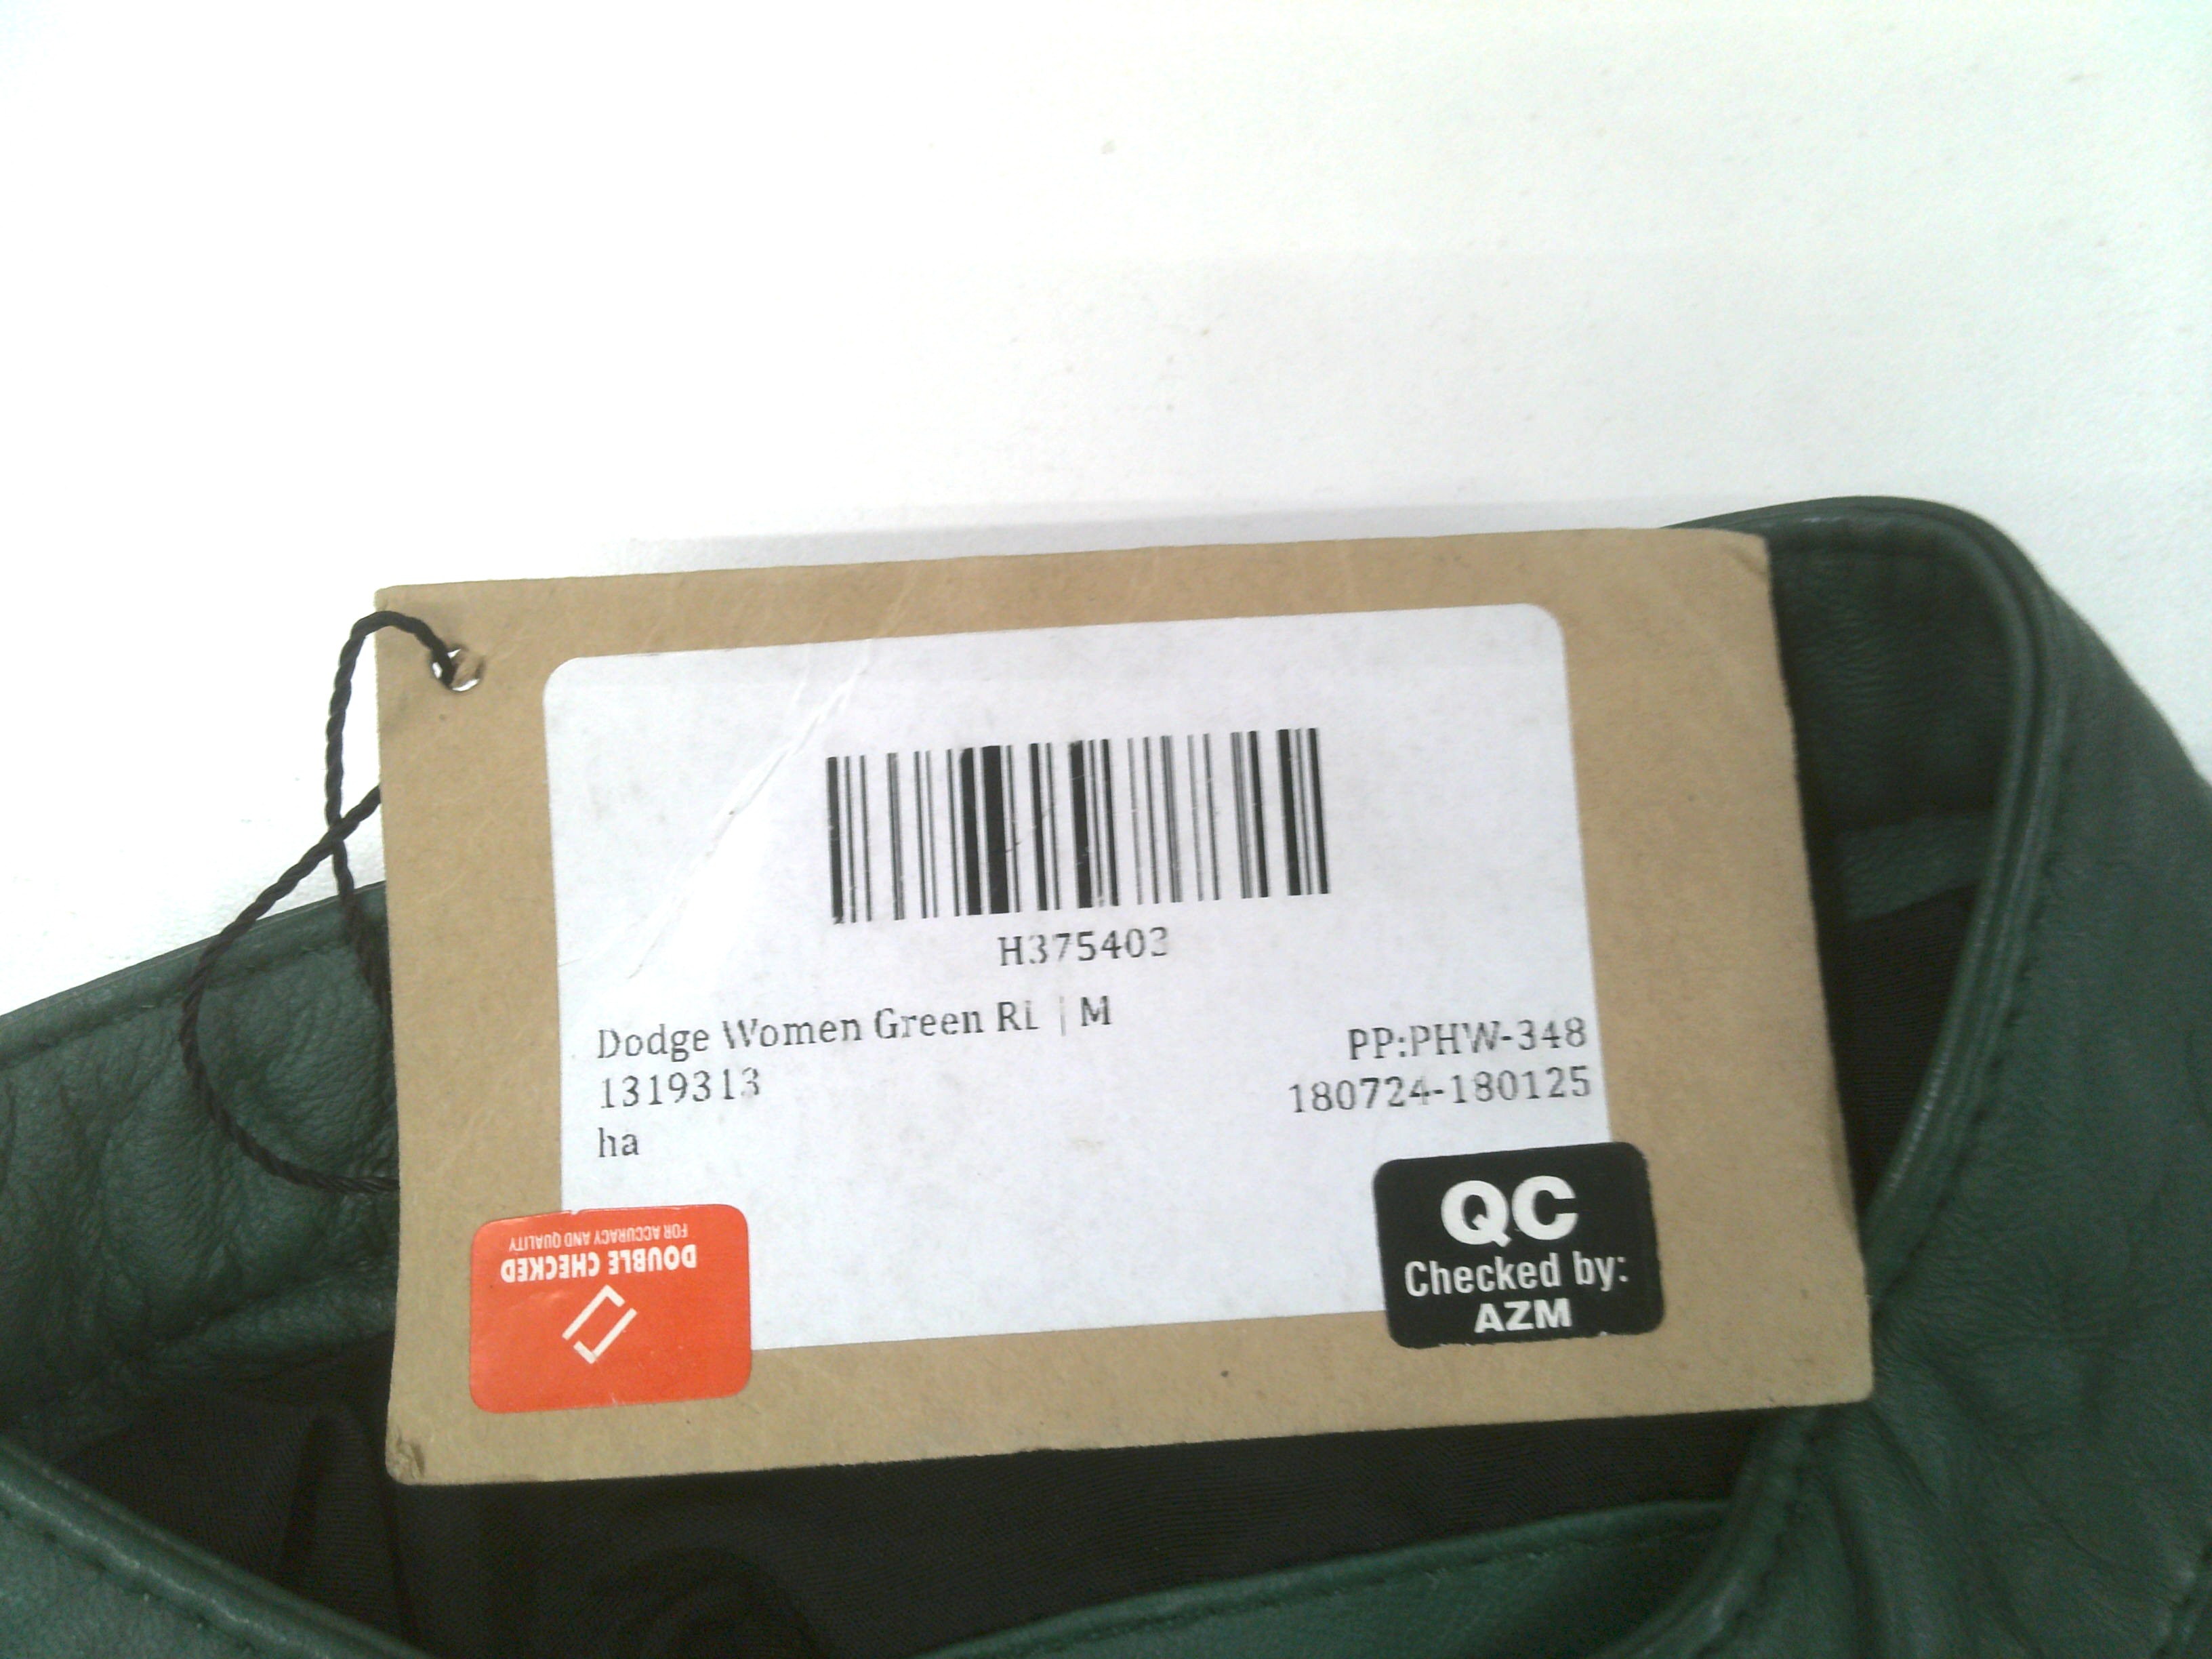 H375403
Dodge Women Green RL | M
1319313
ha
PP:PHW-348
180724-180125
DOUBLE CHECKED
FOR ACCURACY AND QUALITY
QC
Checked by:
AZM